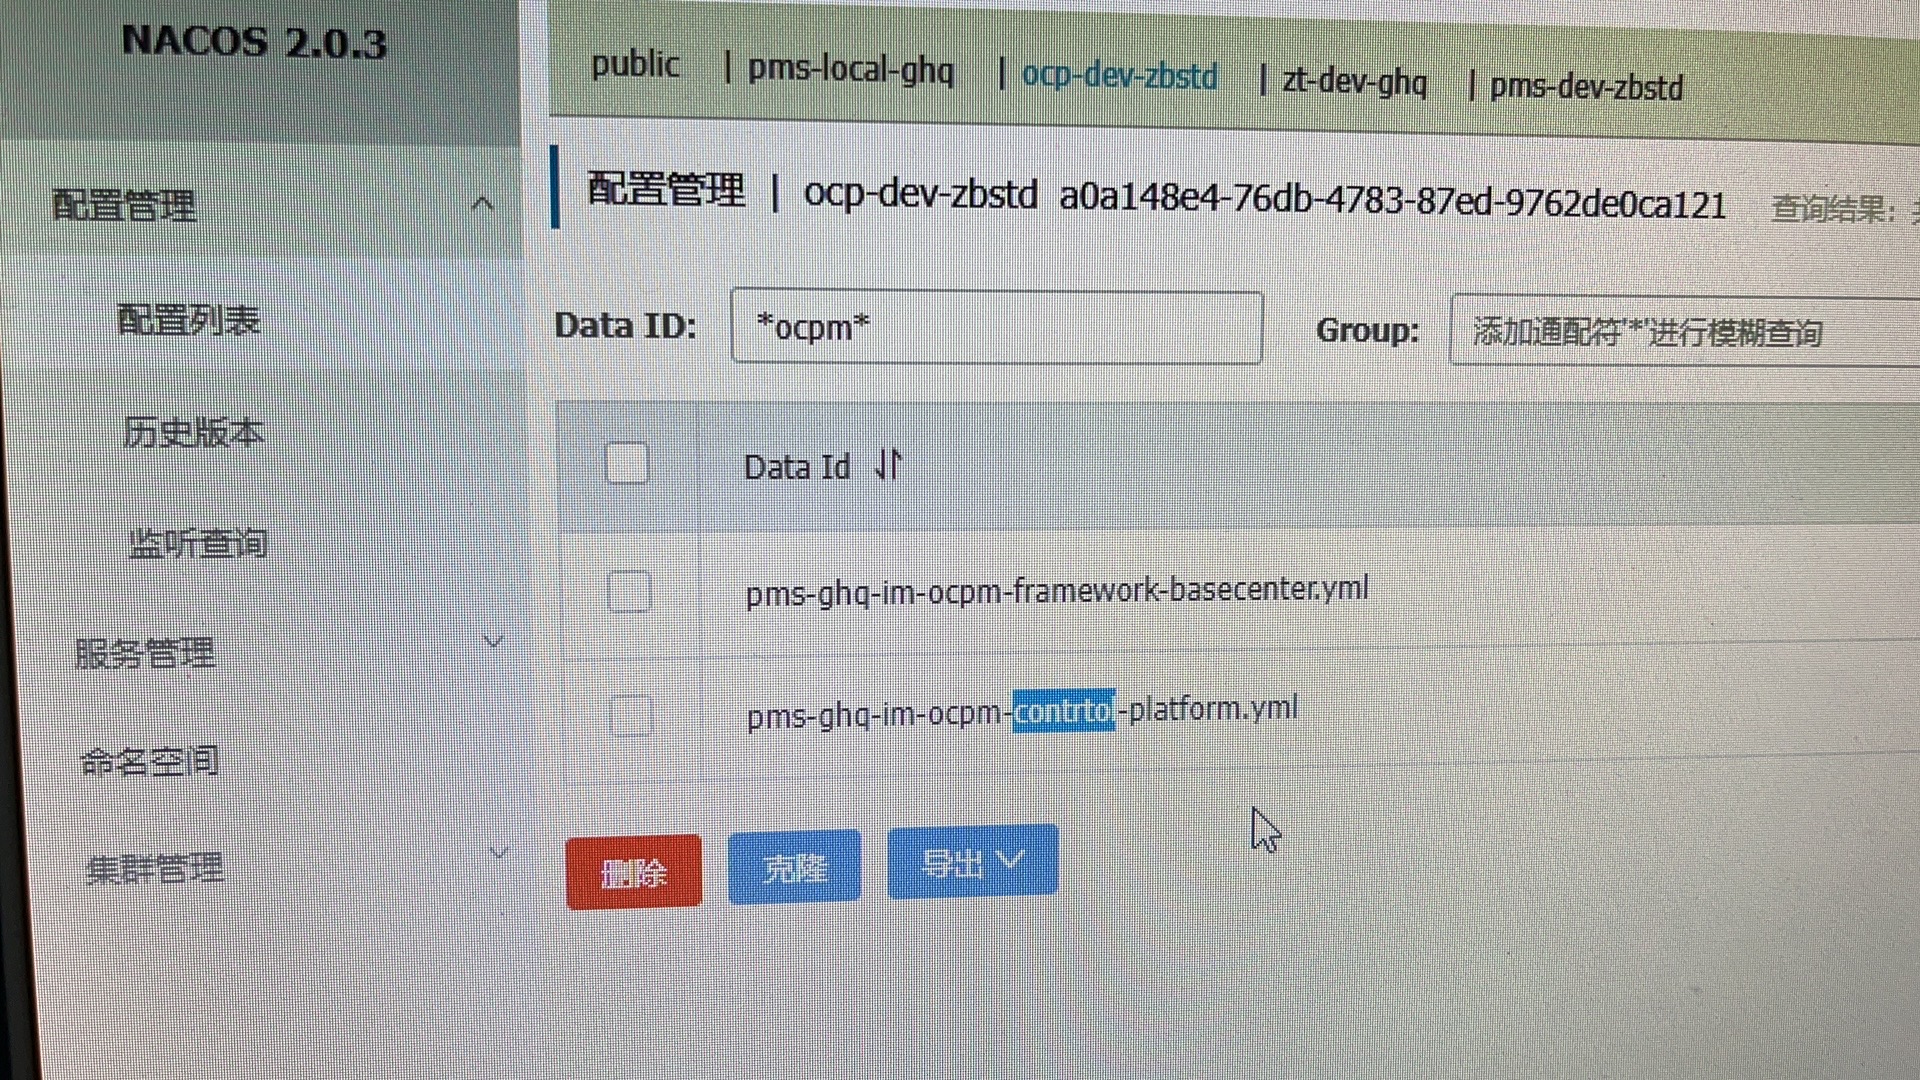 NACOS 2.0.3
public | pms-local-ghq | ocp-dev-zbstd | zt-dev-ghq | pms-dev-zbstd
配置管理
配置管理 | ocp-dev-zbstd a0a148e4-76db-4783-87ed-9762de0ca121 查询结果:
配置列表
Data ID: *ocpm* Group: 添加通配符'*'进行模糊查询
历史版本
Data Id
监听查询
pms-ghq-im-ocpm-framework-basecenter.yml
服务管理
pms-ghq-im-ocpm-contrtol-platform.yml
命名空间
集群管理
删除 克隆 导出